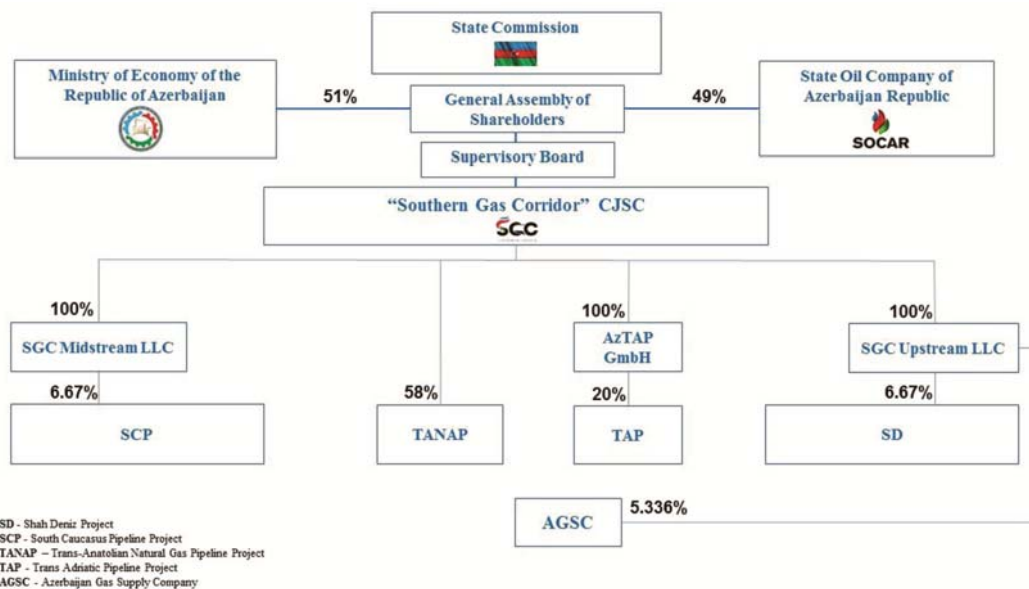 State Commission
Ministry of Economy of the
Republic of Azerbaijan
51%
General Assembly of
Shareholders
49%
State Oil Company of
Azerbaijan Republic
SOCAR
Supervisory Board
“Southern Gas Corridor” CJSC
SGC
100%
SGC Midstream LLC
6.67%
SCP
58%
TANAP
100%
AzTAP
GmbH
20%
TAP
100%
SGC Upstream LLC
6.67%
SD
AGSC
5.336%
SD - Shah Deniz Project
SCP - South Caucasus Pipeline Project
TANAP – Trans-Anatolian Natural Gas Pipeline Project
TAP - Trans Adriatic Pipeline Project
AGSC - Azerbaijan Gas Supply Company